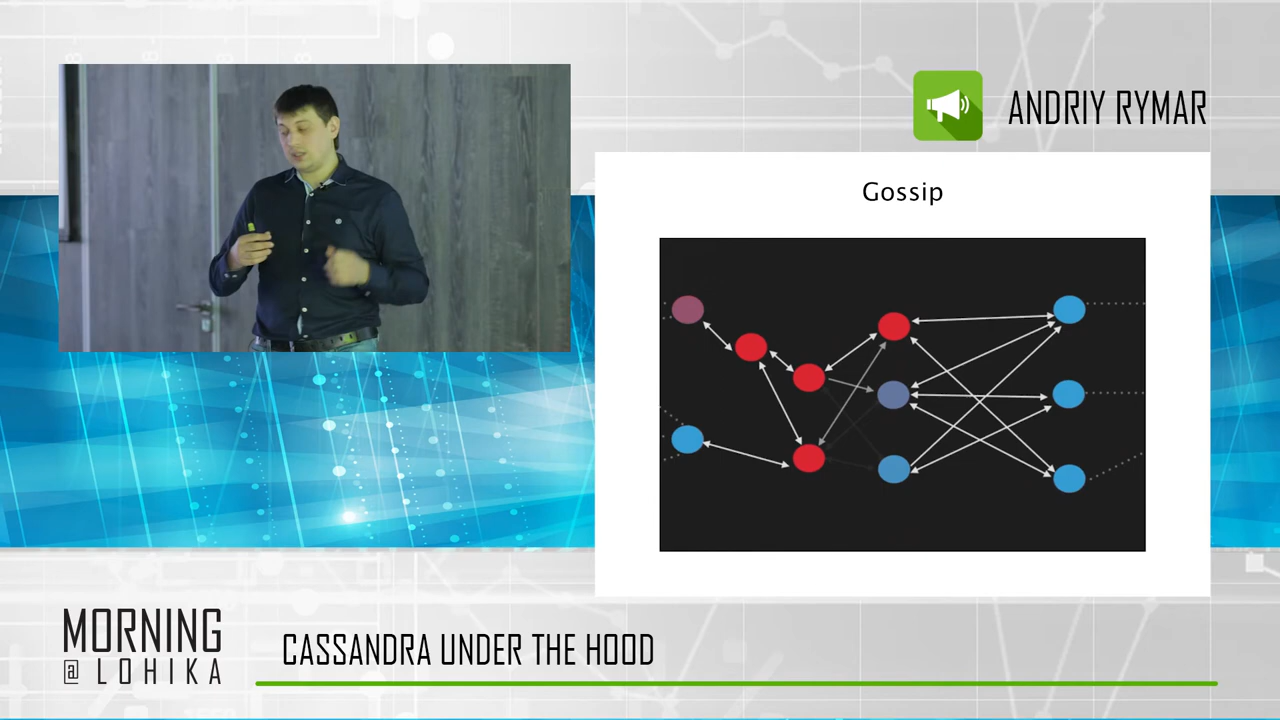 ANDRIY RYMAR
Gossip
MORNING
@ LOHIKA
CASSANDRA UNDER THE HOOD